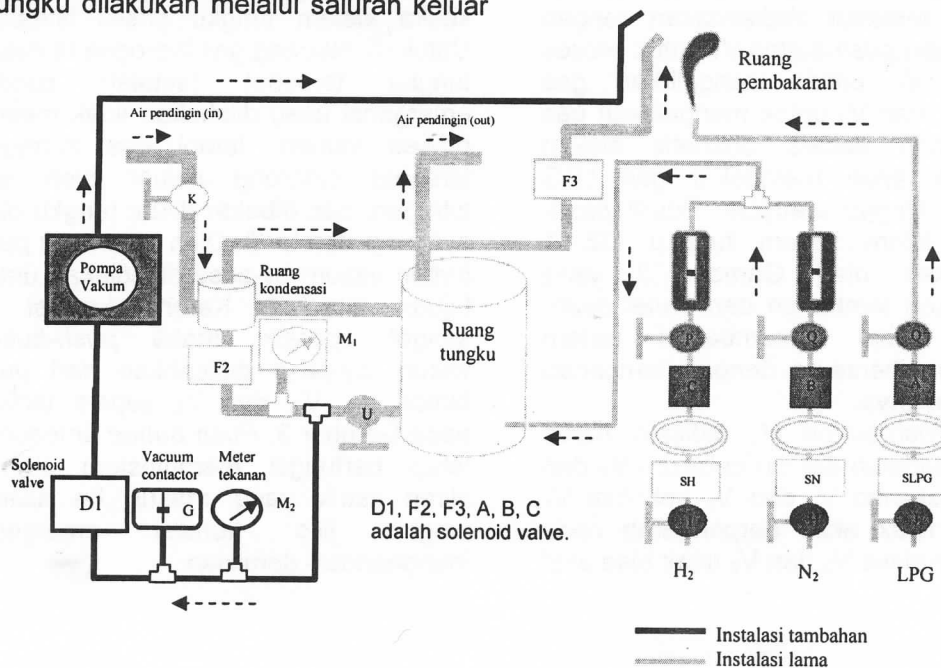 ungku dilakukan melalui saluran keluar
Ruang
pembakaran
Air pendingin (in)
Air pendingin (out)
K
F3
Pompa
Vakum
Ruang
kondensasi
M1
Ruang
tungku
F2
U
P
Q
Q
C
B
A
Solenoid
valve
Vacuum
contactor
Meter
tekanan
D1
G
M2
D1, F2, F3, A, B, C
adalah solenoid valve.
SH
SN
SLPG
H2
N2
LPG
Instalasi tambahan
Instalasi lama